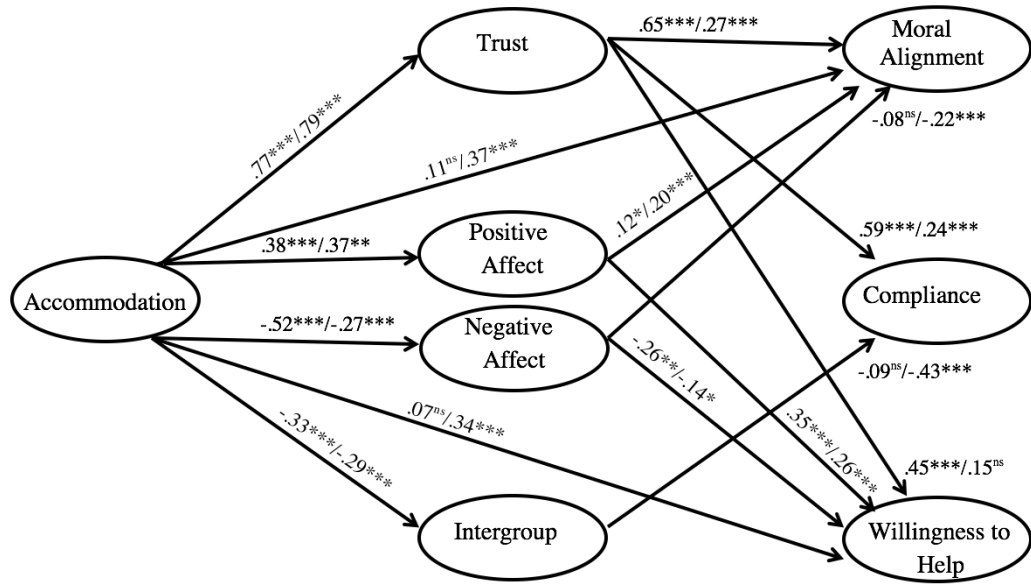 Trust
.65***/.27***
Moral
Alignment
-.08ns/-.22***
.77***/.79***
.11ns/.37***
.12*/.20***
.38***/.37**
Positive
Affect
.59***/.24***
Accommodation
Compliance
-.52***/-.27***
Negative
Affect
-.26**/-.14*
-.09ns/-.43***
.07ns/.34***
.35***/.26***
-.33***/-.29***
.45***/.15ns
Intergroup
Willingness to
Help